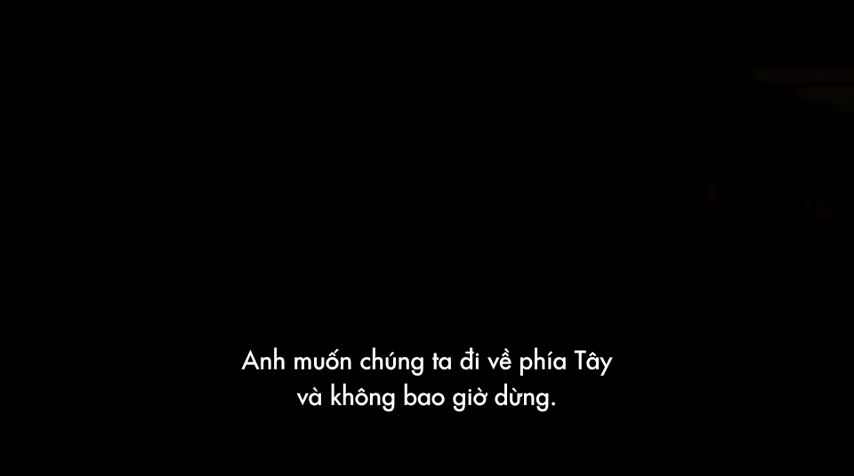 Anh muốn chúng ta đi về phía Tây
và không bao giờ dừng.